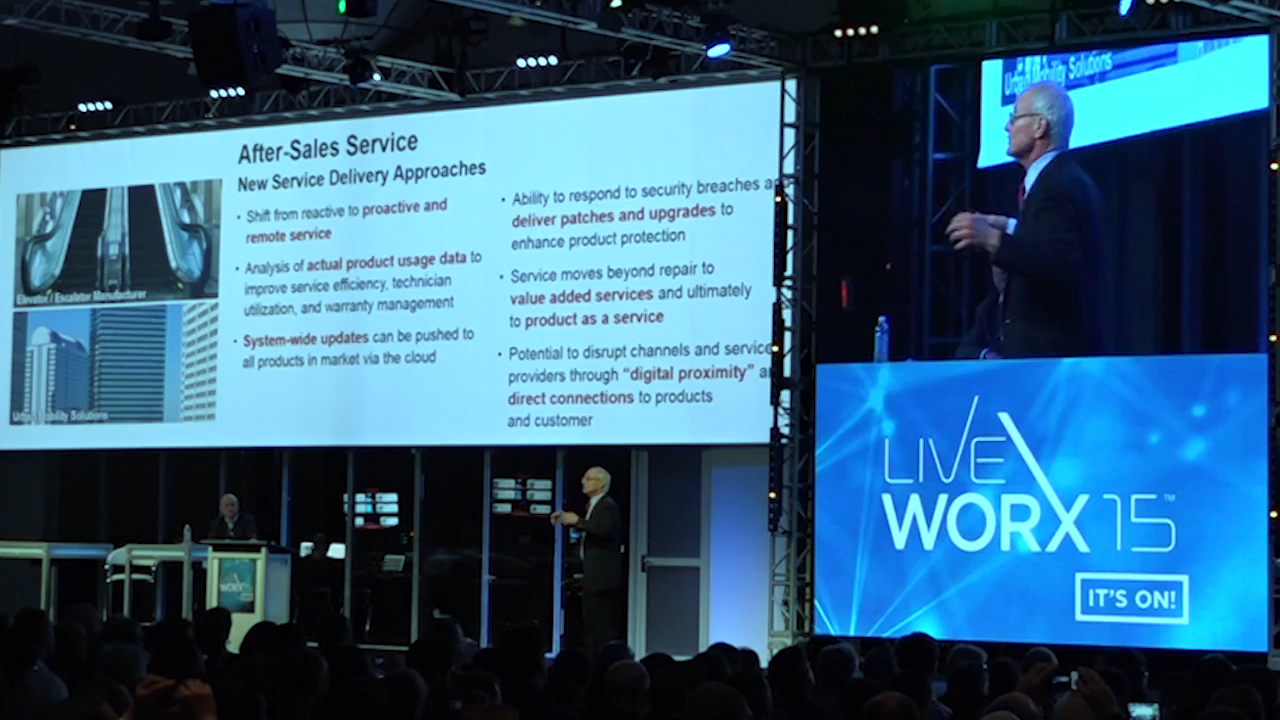 After-Sales Service
New Service Delivery Approaches
• Shift from reactive to proactive and
remote service
• Analysis of actual product usage data to
improve service efficiency, technician
utilization, and warranty management
• System-wide updates can be pushed to
all products in market via the cloud
• Ability to respond to security breaches
deliver patches and upgrades to
enhance product protection
• Service moves beyond repair to
value added services and ultimately
to product as a service
• Potential to disrupt channels and service
providers through “digital proximity”
direct connections to products
and customer
Elevator / Escalator Manufacturer
Urban Mobility Solutions
Urban Mobility Solutions
LIVE
WORX 15™
IT'S ON!
WORX